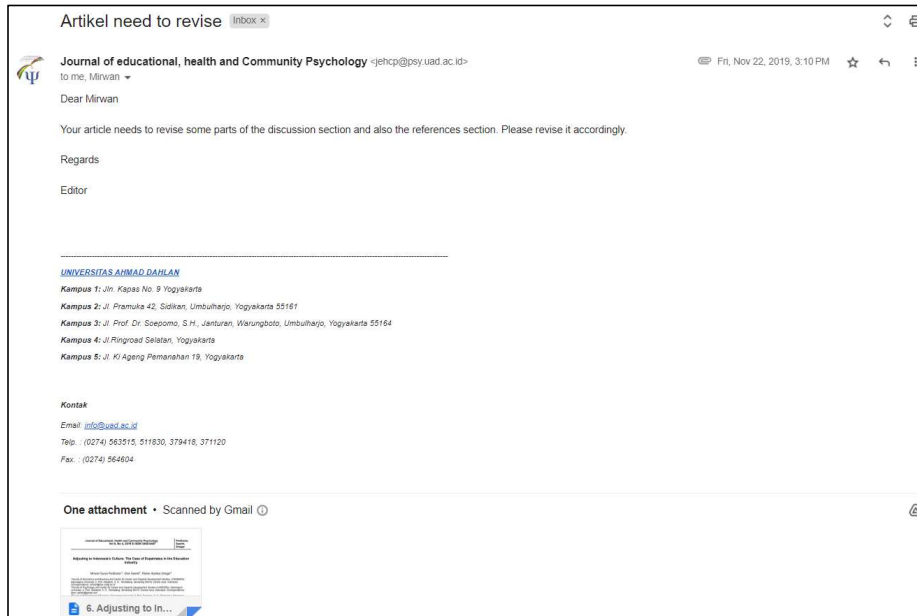 Artikel need to revise Inbox ×
Journal of educational, health and Community Psychology <jehcp@psy.uad.ac.id>
Fri, Nov 22, 2019, 3:10 PM
to me, Mirwan
Dear Mirwan
Your article needs to revise some parts of the discussion section and also the references section. Please revise it accordingly.
Regards
Editor
UNIVERSITAS AHMAD DAHLAN
Kampus 1: Jln. Kapas No. 9 Yogyakarta
Kampus 2: Jl. Pramuka 42, Sidikan, Umbulharjo, Yogyakarta 55161
Kampus 3: Jl. Prof. Dr. Soepomo, S.H., Janturan, Warungboto, Umbulharjo, Yogyakarta 55164
Kampus 4: Jl.Ringroad Selatan, Yogyakarta
Kampus 5: Jl. Ki Ageng Pemanahan 19, Yogyakarta
Kontak
Email: info@uad.ac.id
Telp. : (0274) 563515, 511830, 379418, 371120
Fax. : (0274) 564604
One attachment • Scanned by Gmail
Adjusting to Indonesia's Culture: The Case of Expatriates in the Education
Industry
6. Adjusting to In...